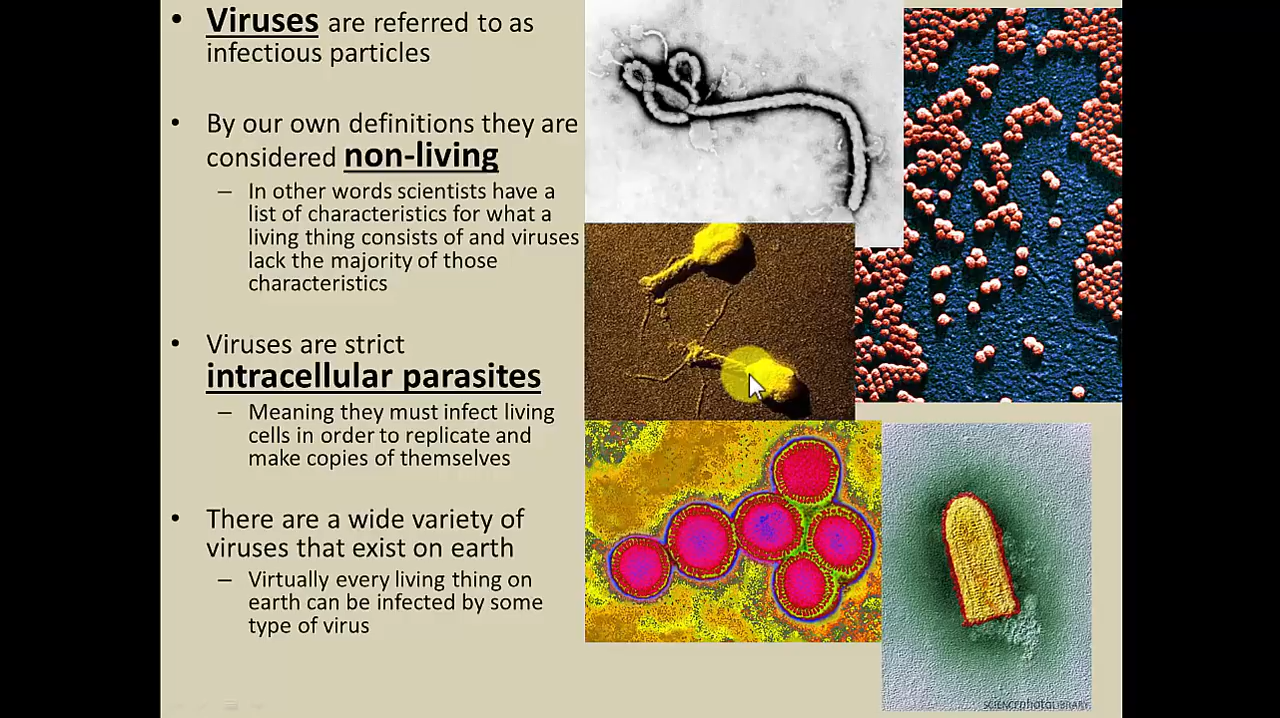 • Viruses are referred to as
infectious particles
• By our own definitions they are
considered non-living
– In other words scientists have a
list of characteristics for what a
living thing consists of and viruses
lack the majority of those
characteristics
• Viruses are strict
intracellular parasites
– Meaning they must infect living
cells in order to replicate and
make copies of themselves
• There are a wide variety of
viruses that exist on earth
– Virtually every living thing on
earth can be infected by some
type of virus
SCIENCEphotoLIBRARY